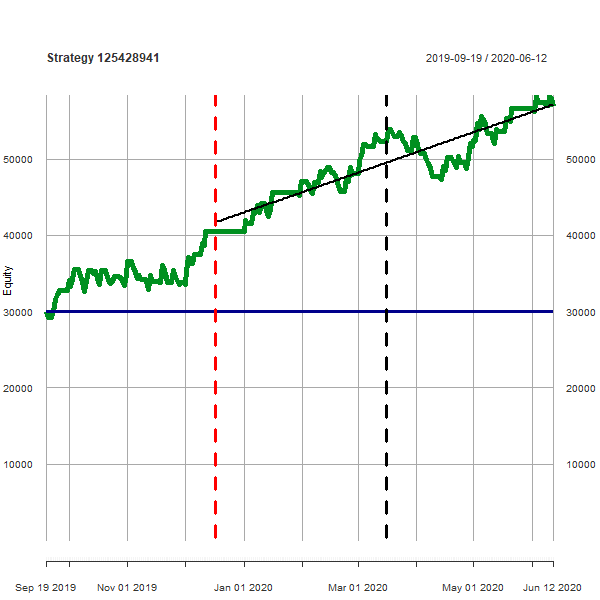 Strategy 125428941
2019-09-19 / 2020-06-12
50000
50000
40000
40000
Equity
30000
30000
20000
20000
10000
10000
Sep 19 2019
Nov 01 2019
Jan 01 2020
Mar 01 2020
May 01 2020
Jun 12 2020